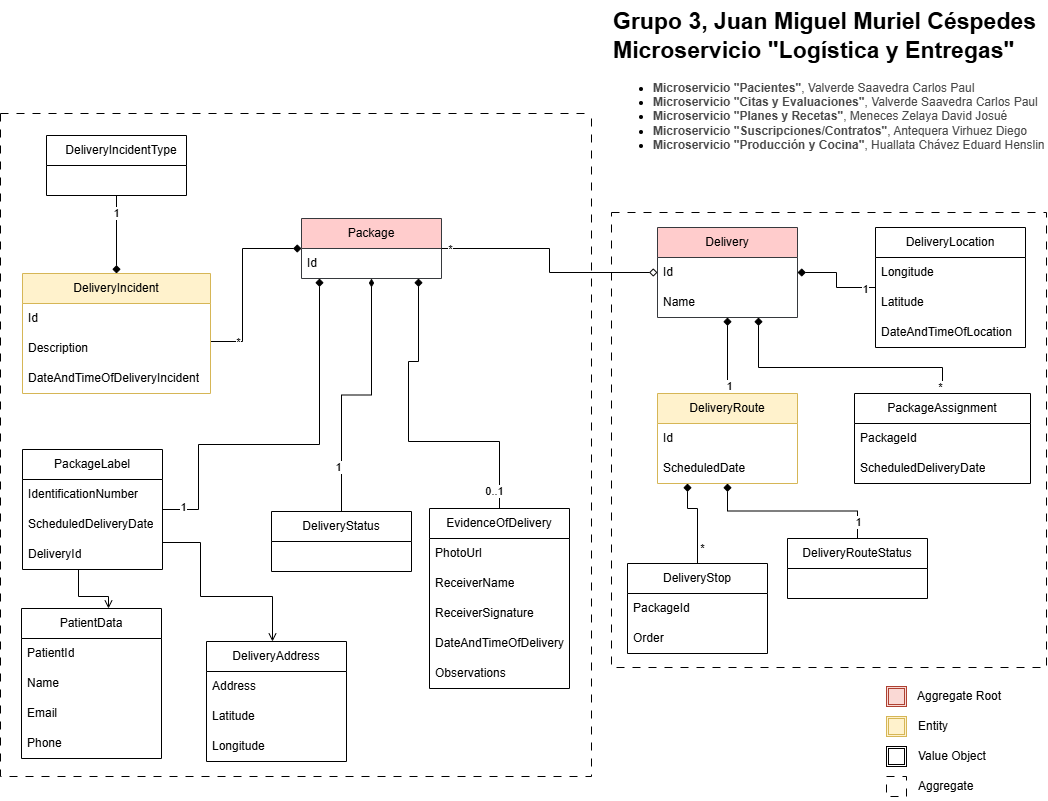 Grupo 3, Juan Miguel Muriel Céspedes
Microservicio "Logística y Entregas"
Microservicio "Pacientes", Valverde Saavedra Carlos Paul
Microservicio "Citas y Evaluaciones", Valverde Saavedra Carlos Paul
Microservicio "Planes y Recetas", Meneces Zelaya David Josué
Microservicio "Suscripciones/Contratos", Antequera Virhuez Diego
Microservicio "Producción y Cocina", Huallata Chávez Eduard Henslin
DeliveryIncidentType
1
DeliveryIncident
Id
Description
DateAndTimeOfDeliveryIncident
*
Package
Id
*
1
1
0..1
PackageLabel
IdentificationNumber
ScheduledDeliveryDate
DeliveryId
PatientData
PatientId
Name
Email
Phone
DeliveryAddress
Address
Latitude
Longitude
DeliveryStatus
EvidenceOfDelivery
PhotoUrl
ReceiverName
ReceiverSignature
DateAndTimeOfDelivery
Observations
Delivery
Id
Name
1
DeliveryLocation
Longitude
Latitude
DateAndTimeOfLocation
1
*
DeliveryRoute
Id
ScheduledDate
PackageAssignment
PackageId
ScheduledDeliveryDate
*
1
DeliveryStop
PackageId
Order
DeliveryRouteStatus
Aggregate Root
Entity
Value Object
Aggregate